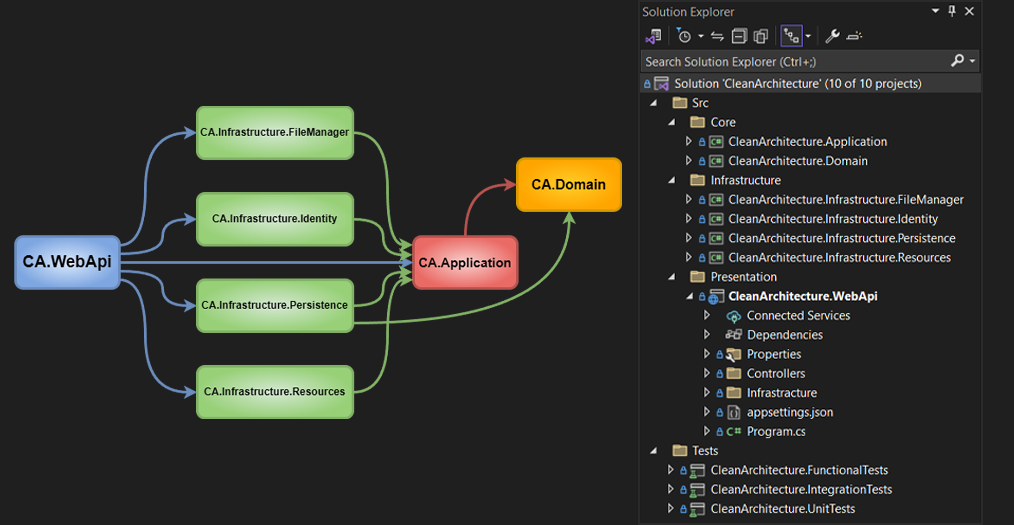 CA.Infrastructure.FileManager
CA.Domain
CA.Infrastructure.Identity
CA.WebApi
CA.Application
CA.Infrastructure.Persistence
CA.Infrastructure.Resources
Solution Explorer
Search Solution Explorer (Ctrl+;)
Solution 'CleanArchitecture' (10 of 10 projects)
Src
Core
CleanArchitecture.Application
CleanArchitecture.Domain
Infrastructure
CleanArchitecture.Infrastructure.FileManager
CleanArchitecture.Infrastructure.Identity
CleanArchitecture.Infrastructure.Persistence
CleanArchitecture.Infrastructure.Resources
Presentation
CleanArchitecture.WebApi
Connected Services
Dependencies
Properties
Controllers
Infrastracture
appsettings.json
C# Program.cs
Tests
CleanArchitecture.FunctionalTests
CleanArchitecture.IntegrationTests
CleanArchitecture.UnitTests